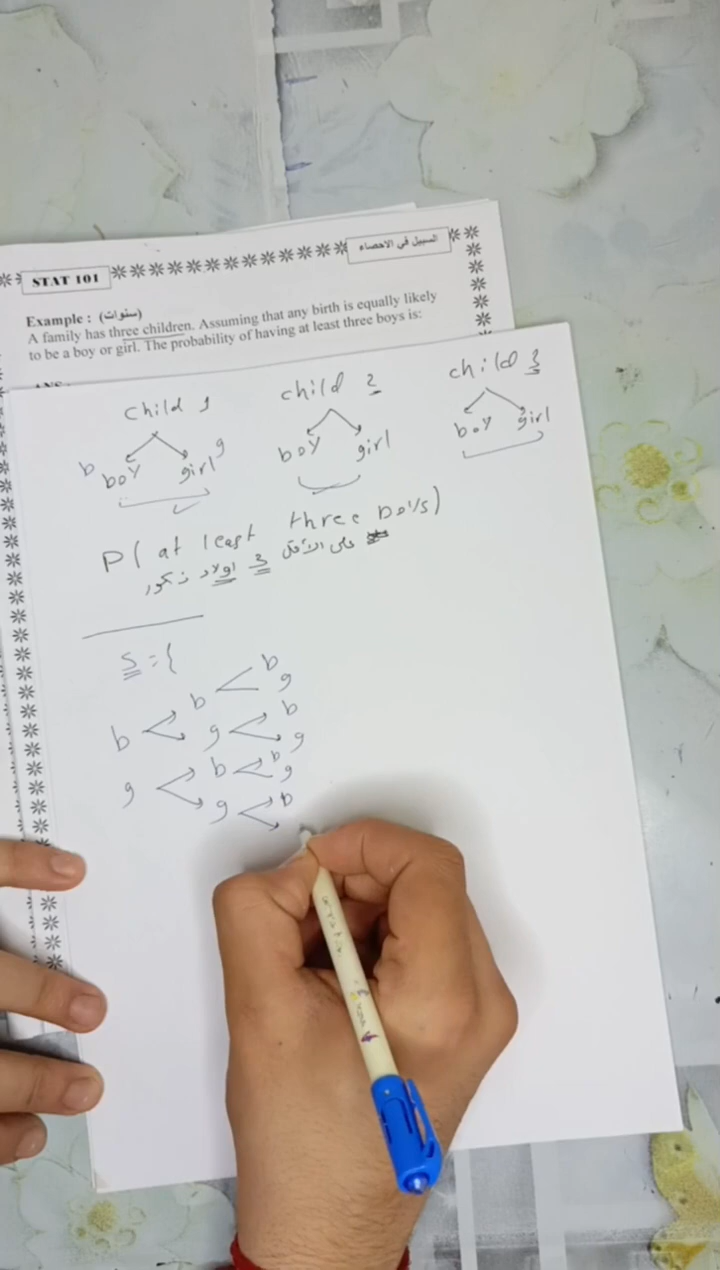 السبيل في الاحصاء
STAT 101
Example : (سنوات)
A family has three children. Assuming that any birth is equally likely
to be a boy or girl. The probability of having at least three boys is:
child 1 child 2 child 3
b boy girl g boy girl boy girl
P( at least three boys)
على الأقل 3 اولاد ذكور
S = {
b
b g
b
b g g
b
g b g
g b